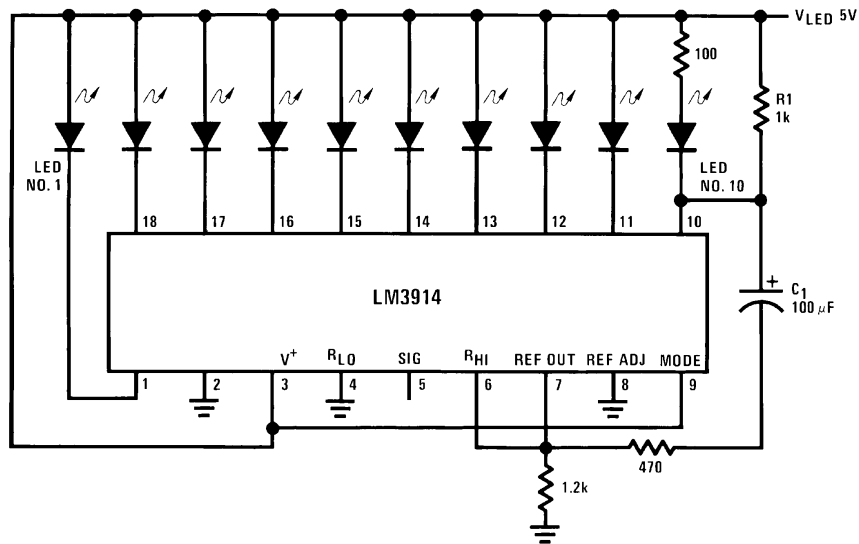 VLED 5V
100
R1
1k
LED
NO. 1
LED
NO. 10
18 17 16 15 14 13 12 11 10
LM3914
C1
100 μF
+
V+ RLO SIG RHI REF OUT REF ADJ MODE
1 2 3 4 5 6 7 8 9
470
1.2k